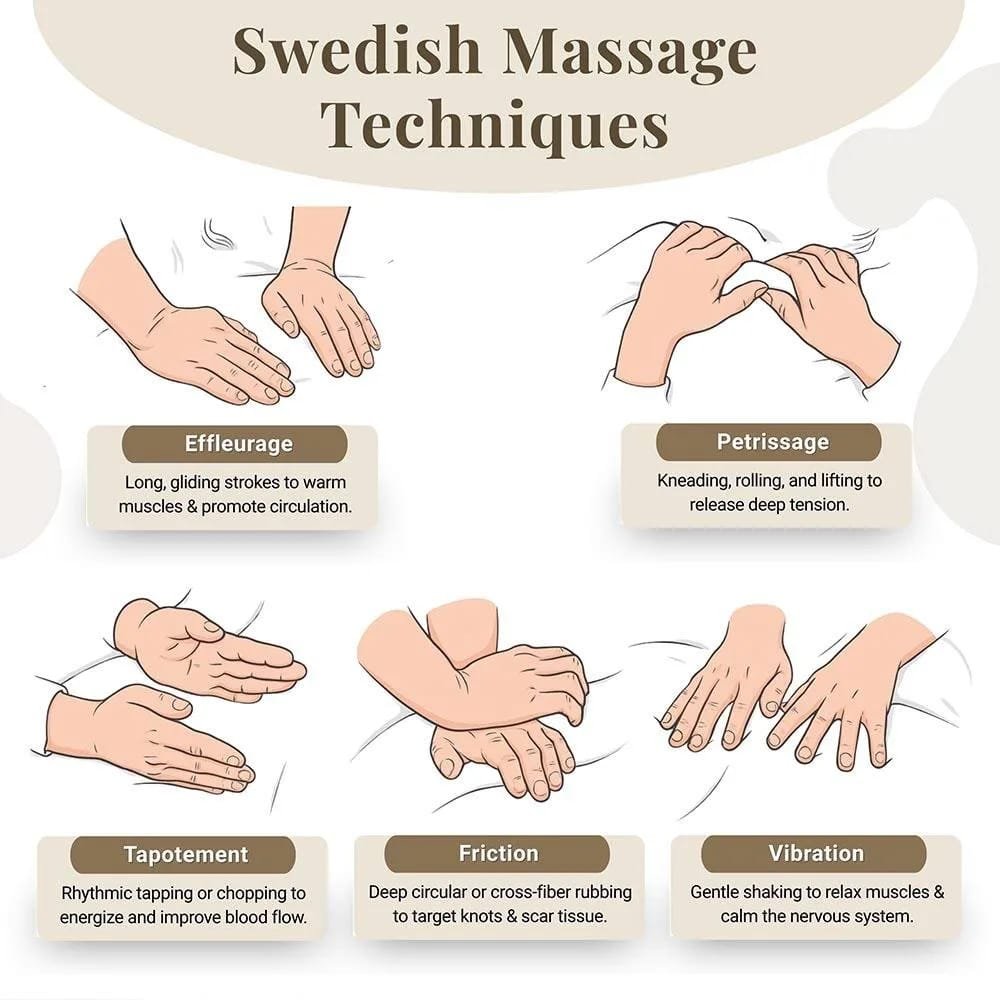 Swedish Massage
Techniques
Effleurage
Long, gliding strokes to warm
muscles & promote circulation.
Petrissage
Kneading, rolling, and lifting to
release deep tension.
Tapotement
Rhythmic tapping or chopping to
energize and improve blood flow.
Friction
Deep circular or cross-fiber rubbing
to target knots & scar tissue.
Vibration
Gentle shaking to relax muscles &
calm the nervous system.